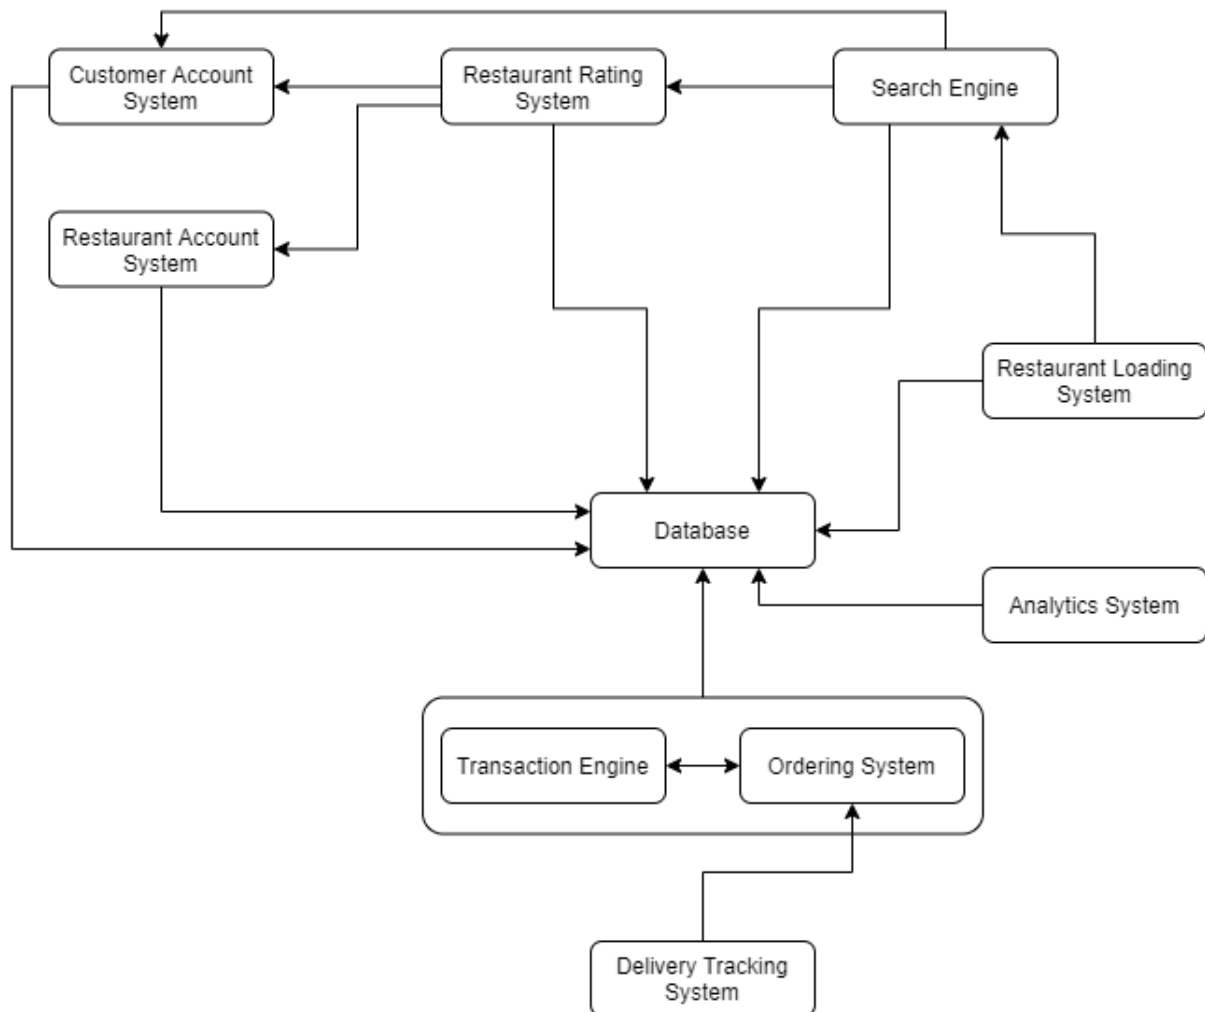 Customer Account
System
Restaurant Rating
System
Search Engine
Restaurant Account
System
Restaurant Loading
System
Database
Analytics System
Transaction Engine
Ordering System
Delivery Tracking
System